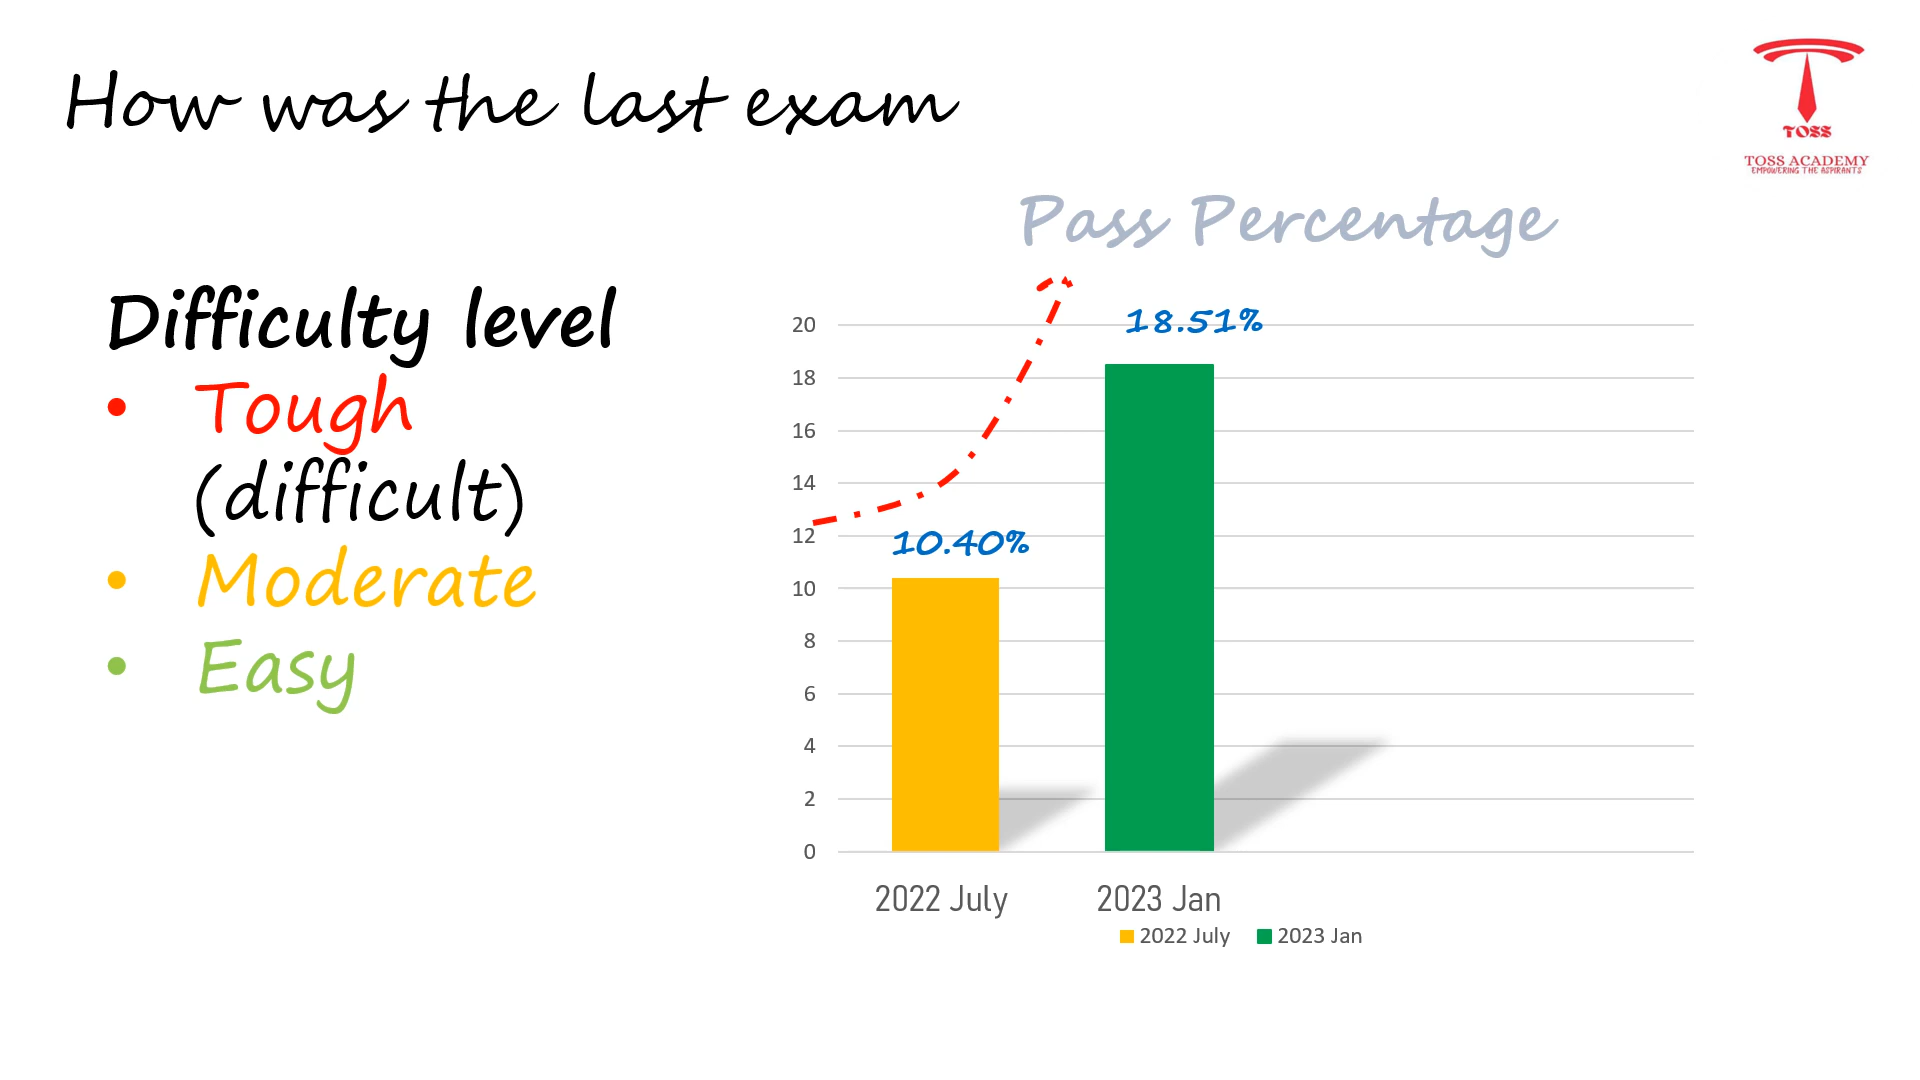 How was the last exam
TOSS
TOSS ACADEMY
EMPOWERING THE ASPIRANTS
Difficulty level
• Tough
(difficult)
• Moderate
• Easy
Pass Percentage
20
18
16
14
12
10
8
6
4
2
0
10.40%
18.51%
2022 July
2023 Jan
2022 July
2023 Jan